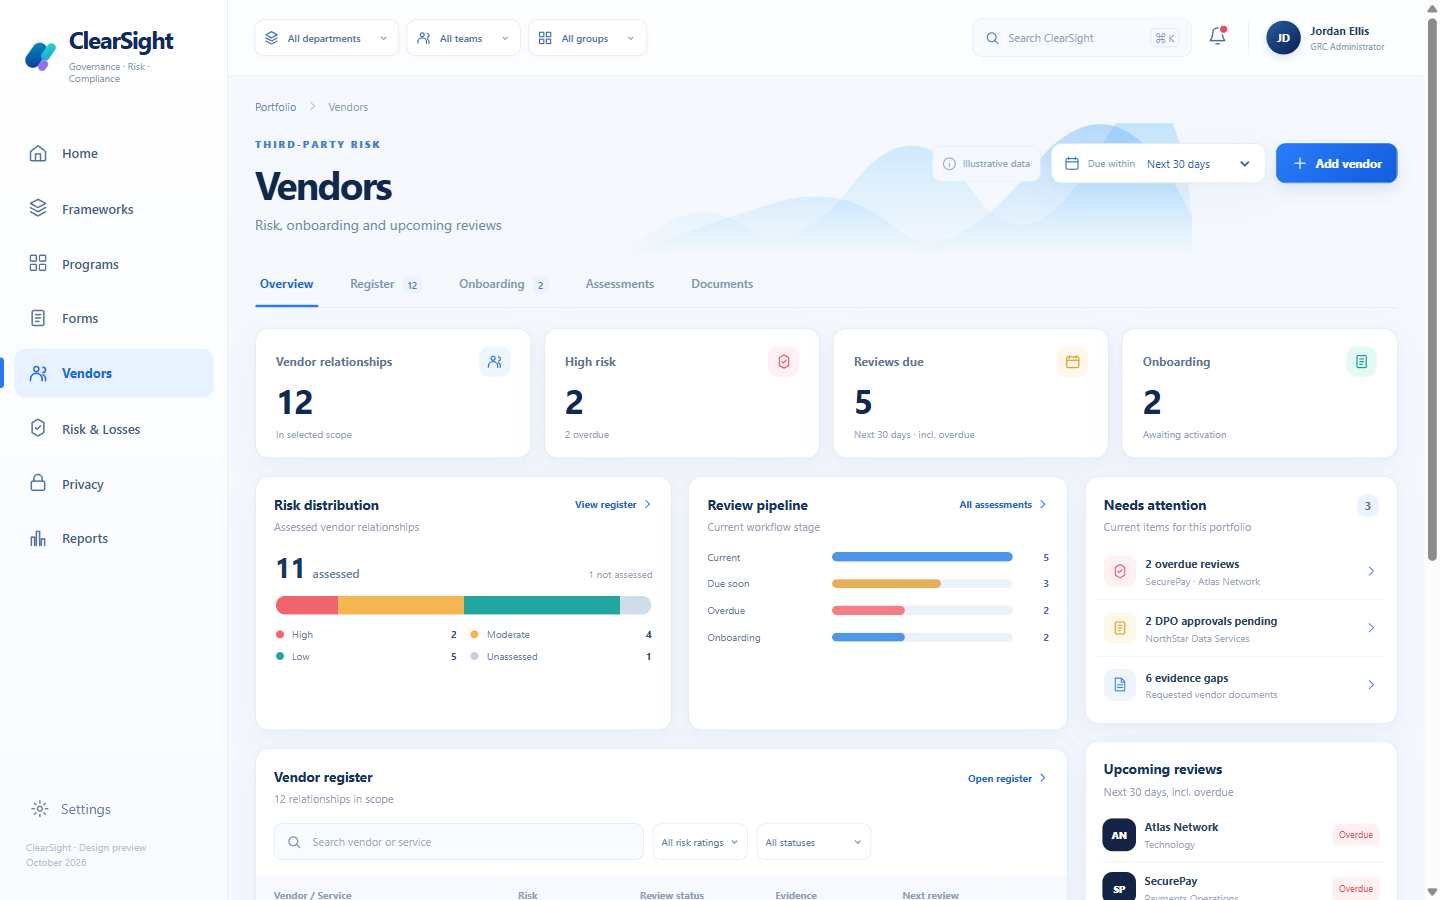 ClearSight
Governance · Risk ·
Compliance
All departments
All teams
All groups
Search ClearSight
⌘ K
JD
Jordan Ellis
GRC Administrator
Home
Frameworks
Programs
Forms
Vendors
Risk & Losses
Privacy
Reports
Settings
ClearSight · Design preview
October 2026
Portfolio > Vendors
THIRD-PARTY RISK
Vendors
Risk, onboarding and upcoming reviews
Illustrative data
Due within Next 30 days
Add vendor
Overview
Register 12
Onboarding 2
Assessments
Documents
Vendor relationships
12
In selected scope
High risk
2
2 overdue
Reviews due
5
Next 30 days · incl. overdue
Onboarding
2
Awaiting activation
Risk distribution
View register
Assessed vendor relationships
11 assessed
1 not assessed
High 2
Moderate 4
Low 5
Unassessed 1
Review pipeline
All assessments
Current workflow stage
Current 5
Due soon 3
Overdue 2
Onboarding 2
Needs attention
3
Current items for this portfolio
2 overdue reviews
SecurePay · Atlas Network
2 DPO approvals pending
NorthStar Data Services
6 evidence gaps
Requested vendor documents
Vendor register
Open register
12 relationships in scope
Search vendor or service
All risk ratings
All statuses
Vendor / Service
Risk
Review status
Evidence
Next review
Upcoming reviews
Next 30 days, incl. overdue
AN
Atlas Network
Technology
Overdue
SP
SecurePay
Payments Operations
Overdue